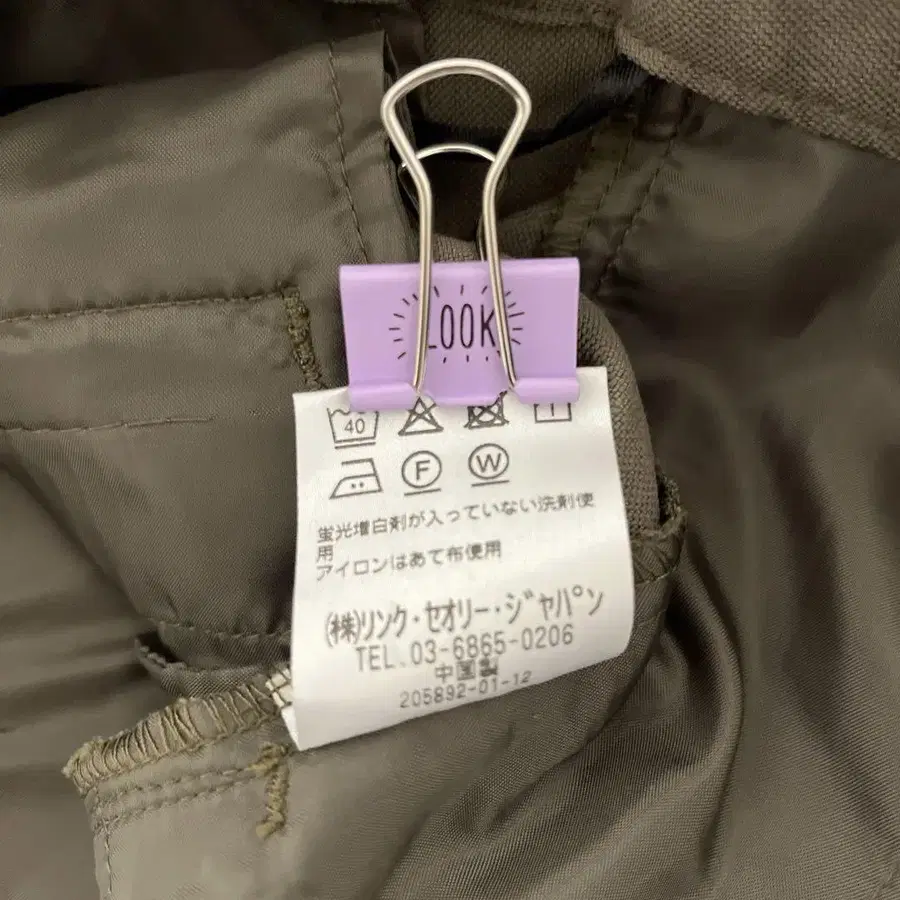 LOOK
40
F W
蛍光増白剤が入っていない洗剤使
用
アイロンはあて布使用
(株)リンク・セオリー・ジャパン
TEL.03-6865-0206
中国製
205892-01-12